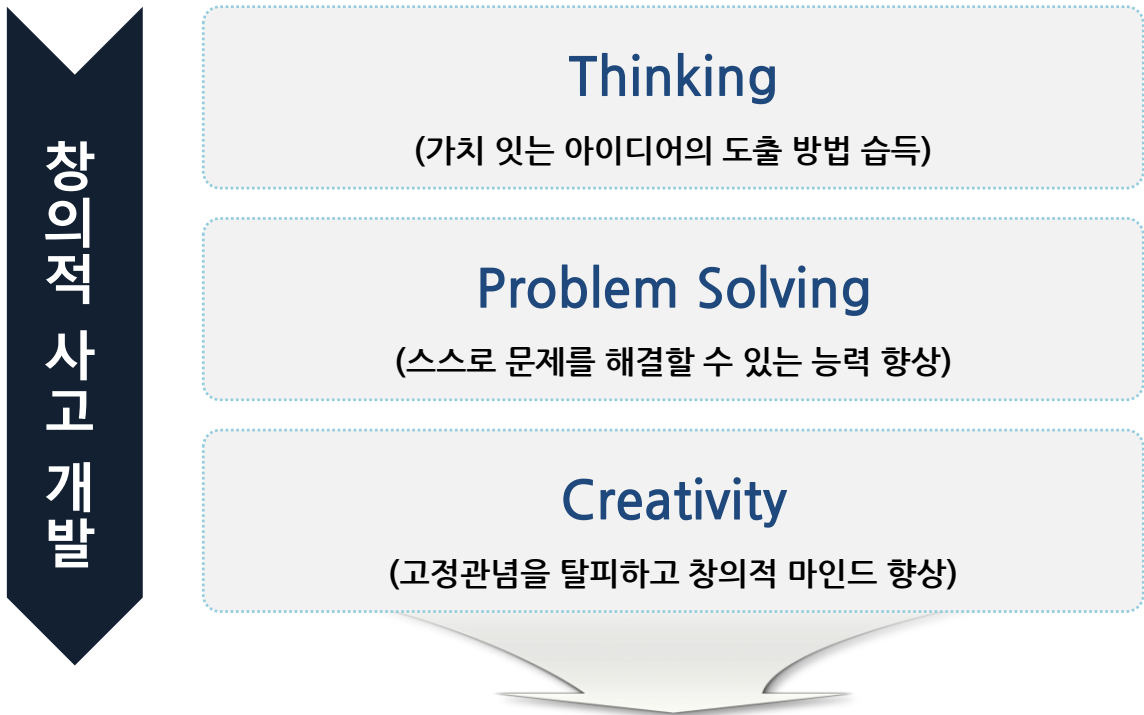 창의적 사고 개발
Thinking
(가치 잇는 아이디어의 도출 방법 습득)
Problem Solving
(스스로 문제를 해결할 수 있는 능력 향상)
Creativity
(고정관념을 탈피하고 창의적 마인드 향상)